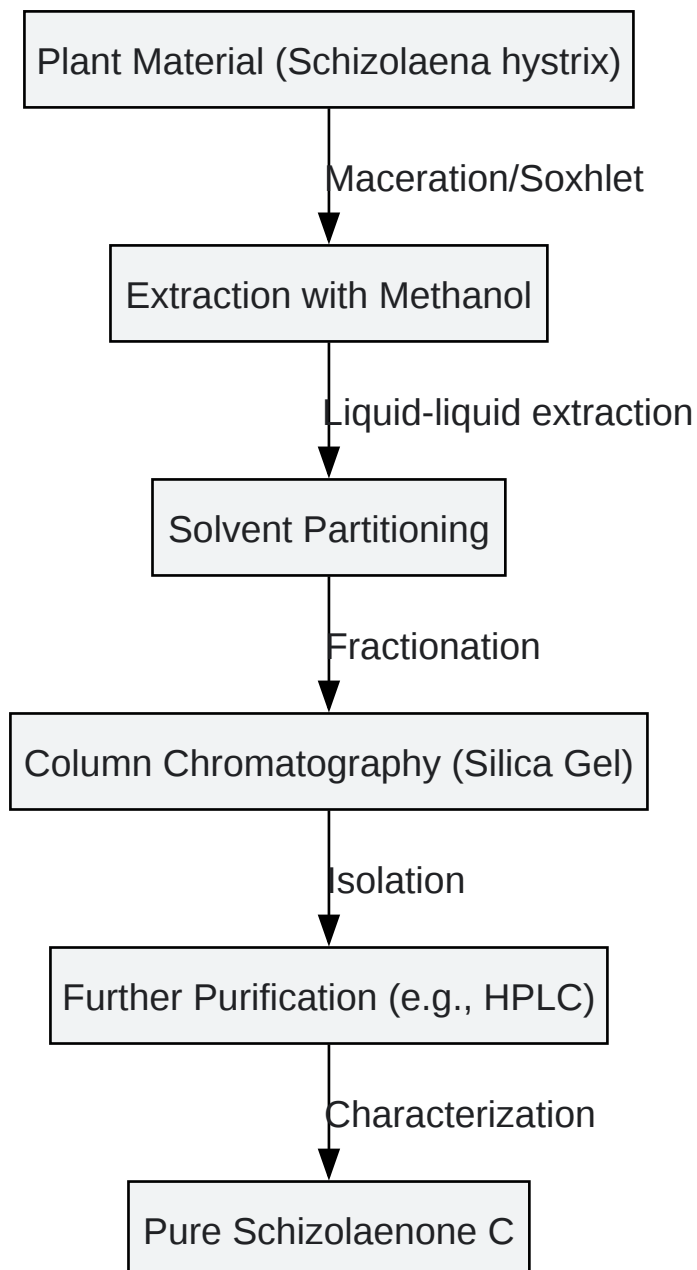 Plant Material (Schizolaena hystrix)
Maceration/Soxhlet
Extraction with Methanol
Liquid-liquid extraction
Solvent Partitioning
Fractionation
Column Chromatography (Silica Gel)
Isolation
Further Purification (e.g., HPLC)
Characterization
Pure Schizolaenone C